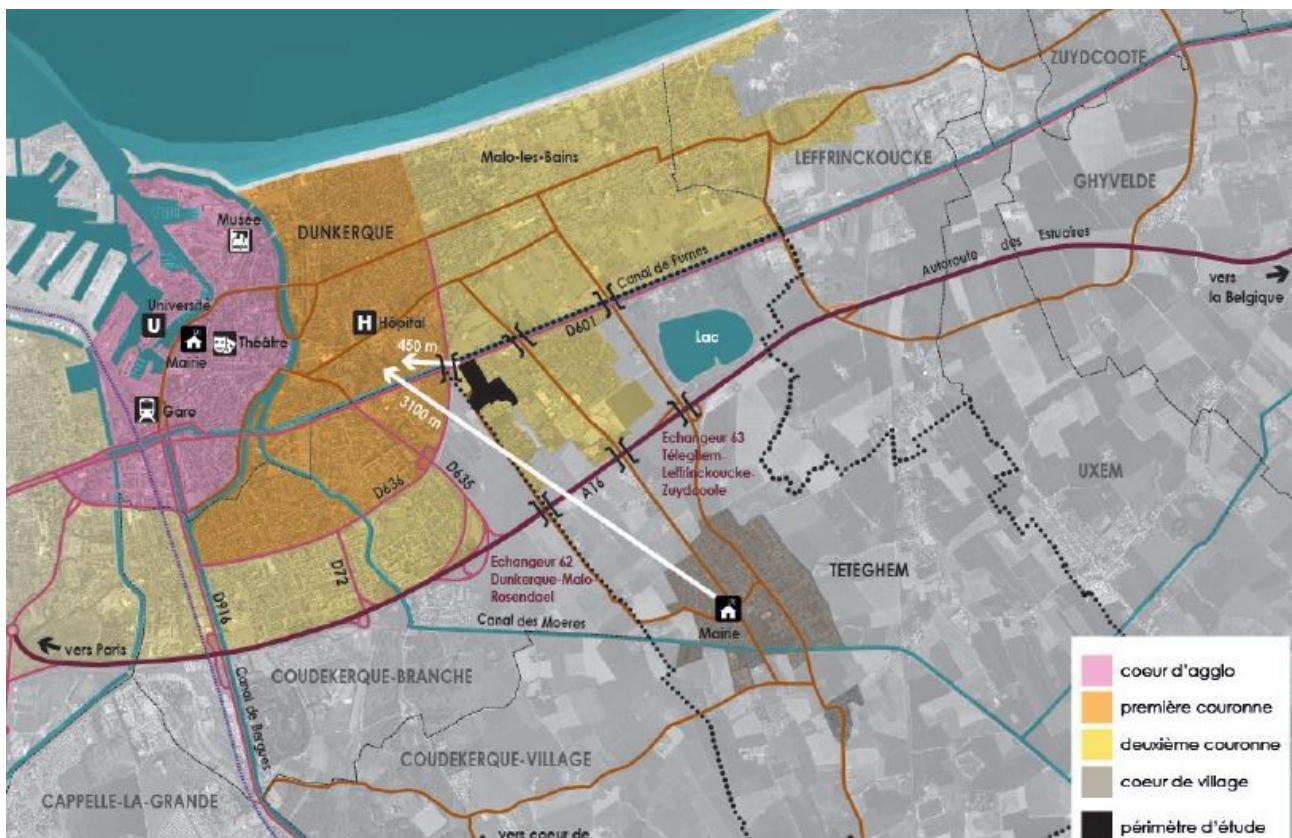 ZUYDCOOTE
Malo-les-Bains
LEFFRINCKOUCKE
GHYVELDE
Musée
DUNKERQUE
Autoroute des Estuaires
Canal de Furnes
vers
la Belgique
Université
U
H
Hôpital
D601
Lac
Mairie
Théâtre
450 m
3100 m
Gare
Echangeur 63
Téteghem-
Leffrinckoucke-
Zuydcoote
UXEM
D636
D635
A16
D72
Echangeur 62
Dunkerque-Malo
Rosendael
TETEGHEM
D916
Canal des Moeres
Mairie
vers Paris
COUDEKERQUE-BRANCHE
Canal de Bergues
COUDEKERQUE-VILLAGE
CAPPELLE-LA-GRANDE
vers coeur de
coeur d'agglo
première couronne
deuxième couronne
coeur de village
périmètre d'étude